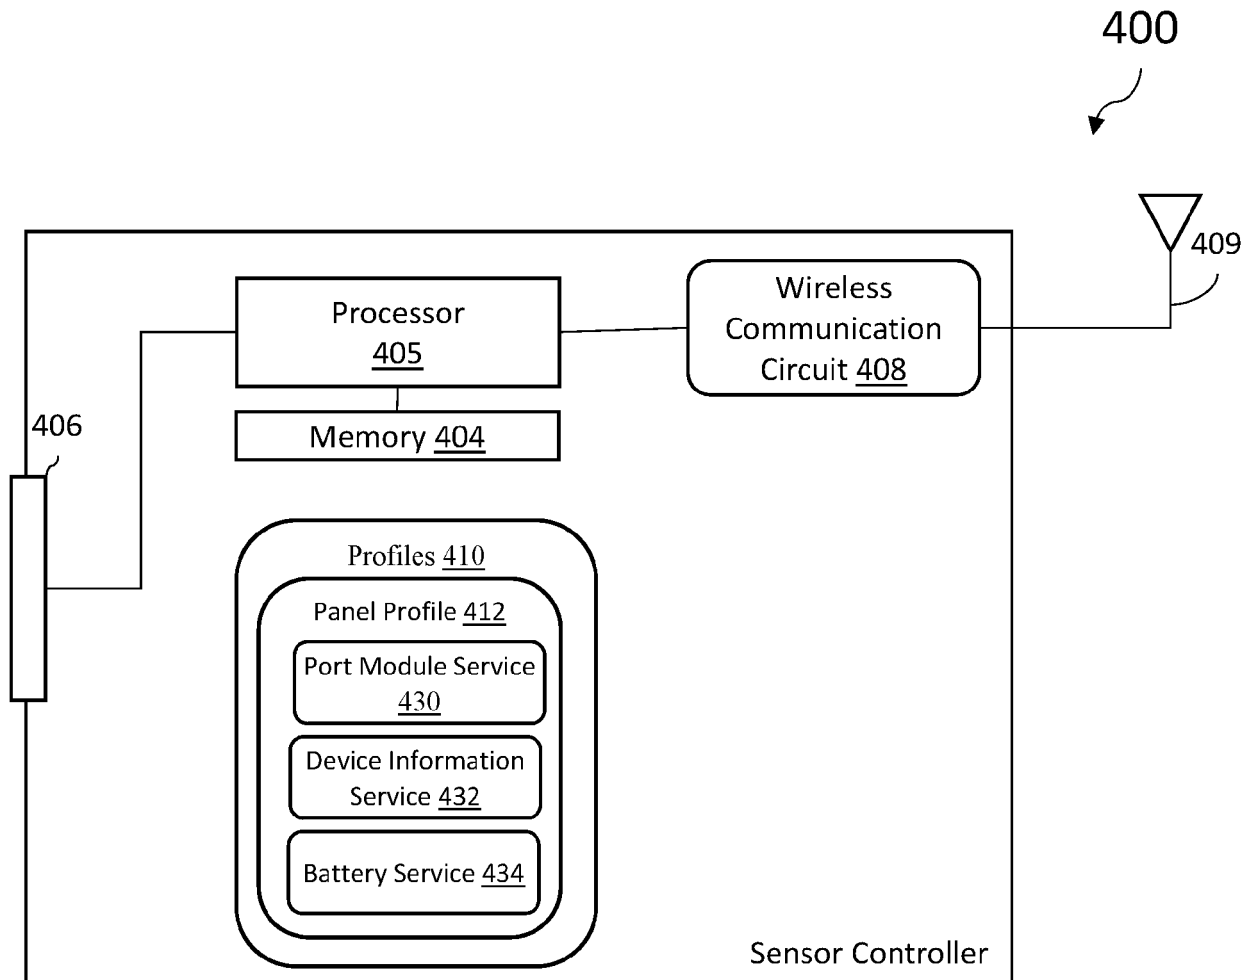 400
409
Wireless
Communication
Circuit 408
Processor
405
Memory 404
406
Profiles 410
Panel Profile 412
Port Module Service
430
Device Information
Service 432
Battery Service 434
Sensor Controller